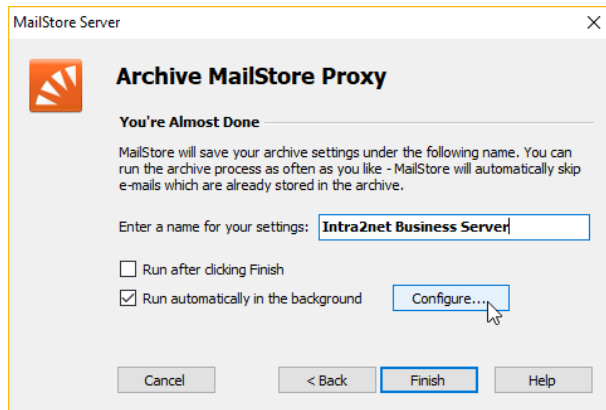 MailStore Server
Archive MailStore Proxy
You're Almost Done
MailStore will save your archive settings under the following name. You can
run the archive process as often as you like - MailStore will automatically skip
e-mails which are already stored in the archive.
Enter a name for your settings: Intra2net Business Server
Run after clicking Finish
Run automatically in the background Configure...
Cancel < Back Finish Help